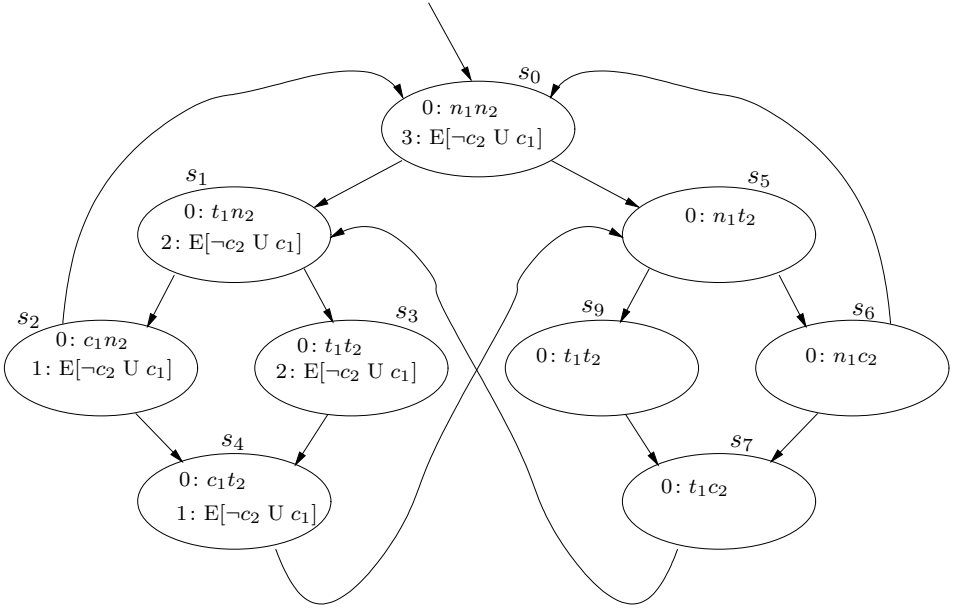 s₀
0: n₁n₂
3: E[¬c₂ U c₁]
s₁
0: t₁n₂
2: E[¬c₂ U c₁]
s₅
0: n₁t₂
s₂
0: c₁n₂
1: E[¬c₂ U c₁]
s₃
0: t₁t₂
2: E[¬c₂ U c₁]
s₉
0: t₁t₂
s₆
0: n₁c₂
s₄
0: c₁t₂
1: E[¬c₂ U c₁]
s₇
0: t₁c₂